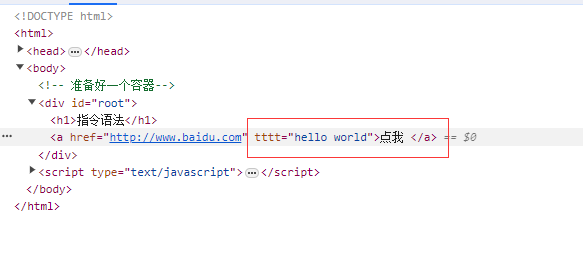 <!DOCTYPE html>
<html>
<head>…</head>
<body>
<!-- 准备好一个容器-->
<div id="root">
<h1>指令语法</h1>
… <a href="http://www.baidu.com" tttt="hello world">点我 </a> == $0
</div>
<script type="text/javascript">…</script>
</body>
</html>